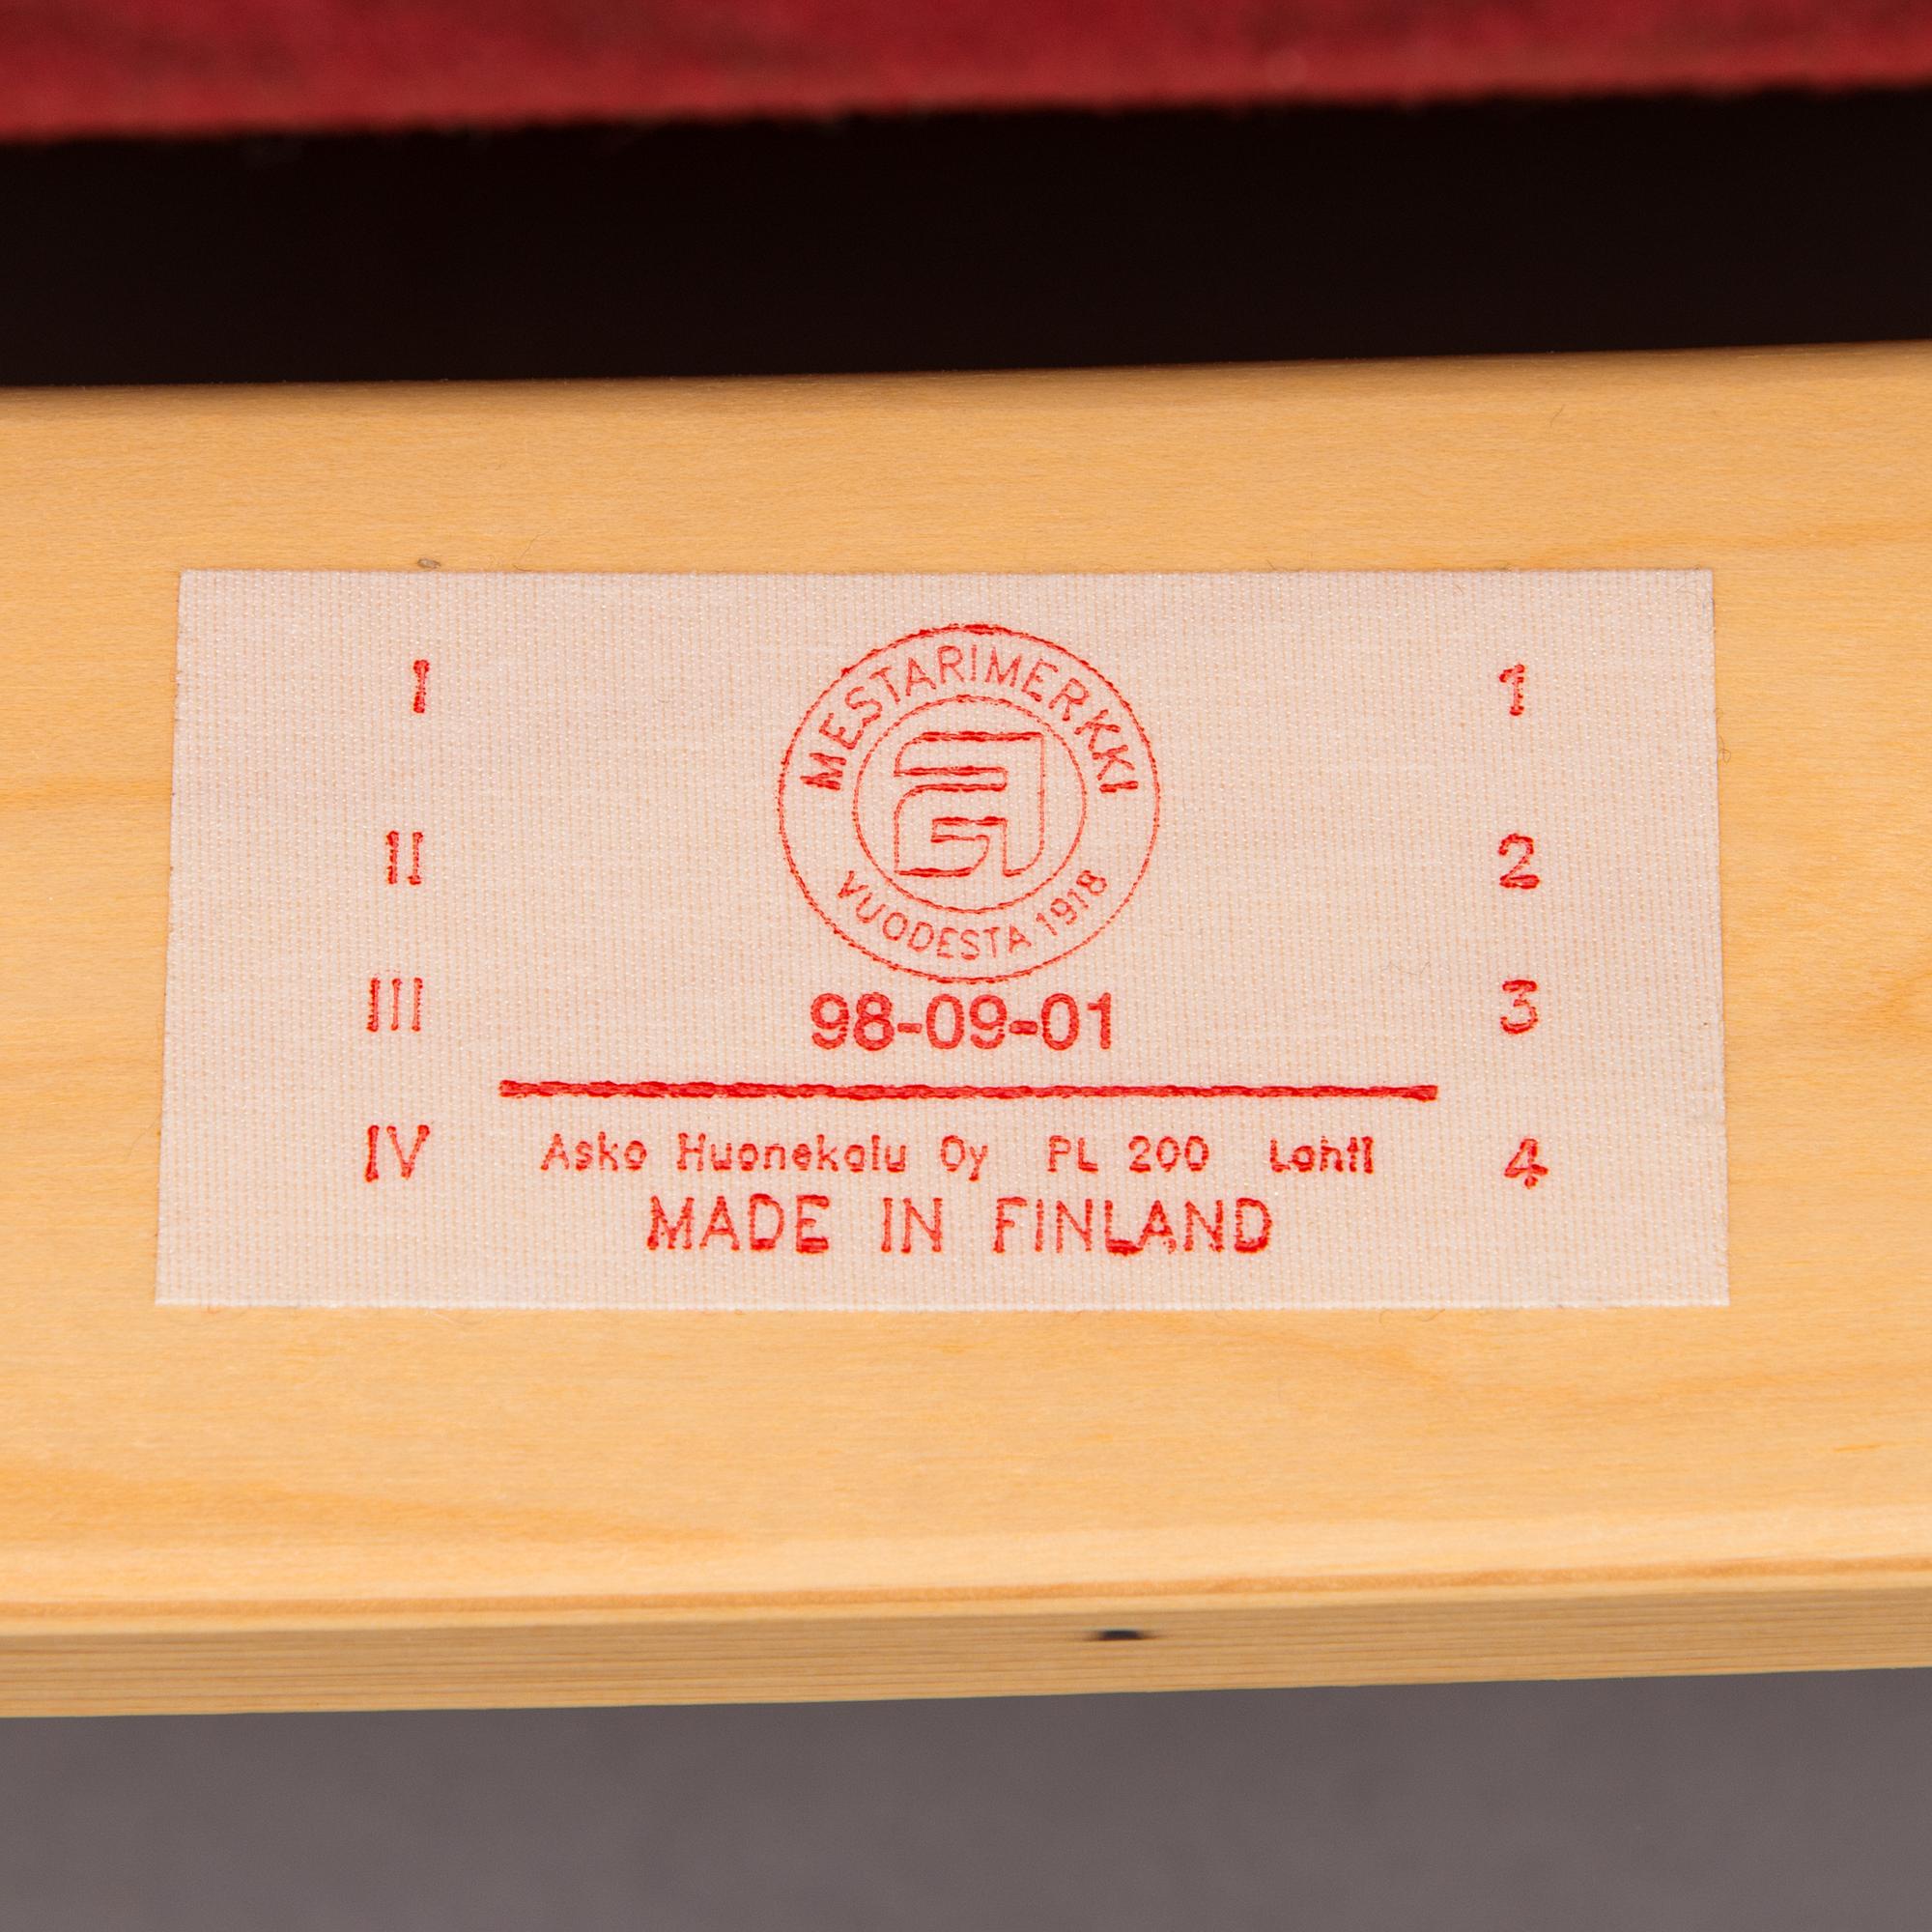 MESTARIMERKKI
a
VUODESTA 1918
I 1
II 2
III 3
98-09-01
IV 4
Asko Huonekalu Oy PL 200 Lahti
MADE IN FINLAND